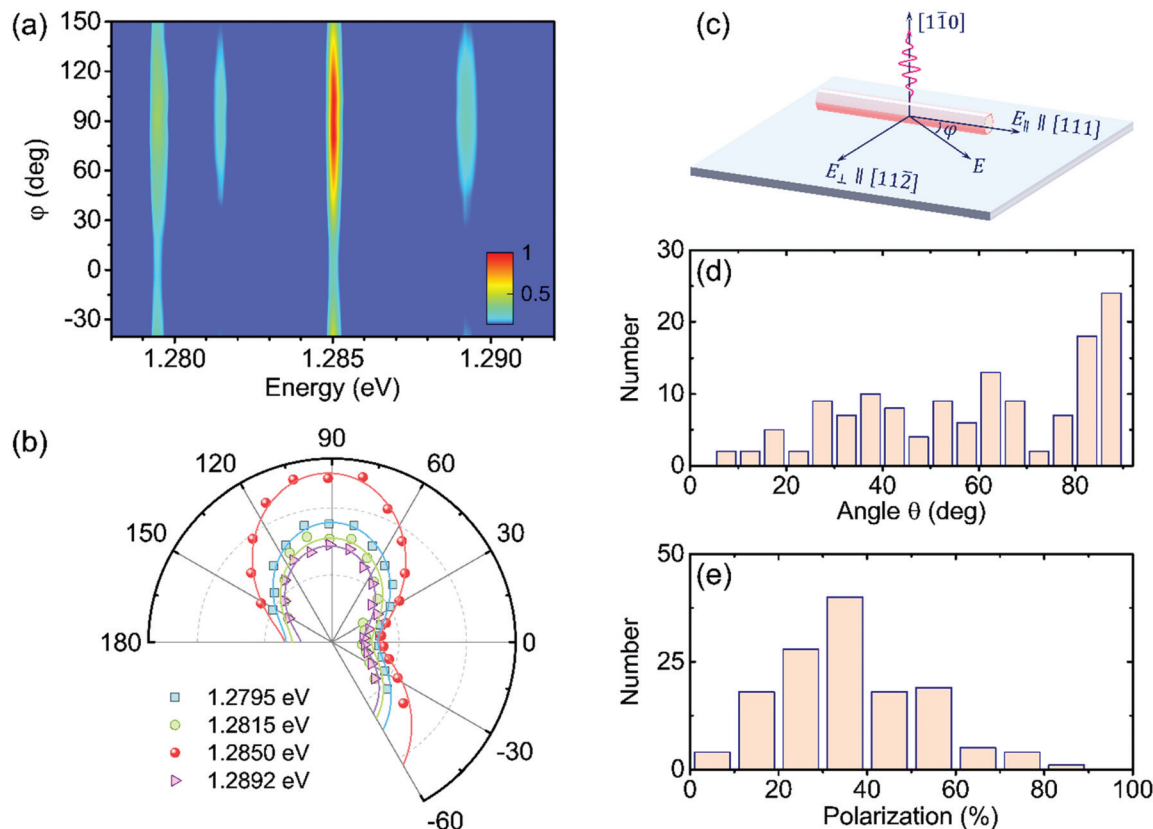 (a)
150
120
90
60
30
0
-30
φ (deg)
1
0.5
1.280
1.285
1.290
Energy (eV)
(b)
90
120
60
150
30
180
0
-30
-60
1.2795 eV
1.2815 eV
1.2850 eV
1.2892 eV
(c)
[11̅0]
E∥ ∥ [111]
φ
E
E⊥ ∥ [112̅]
(d)
30
20
10
0
Number
0
20
40
60
80
Angle θ (deg)
(e)
50
25
0
Number
0
20
40
60
80
100
Polarization (%)